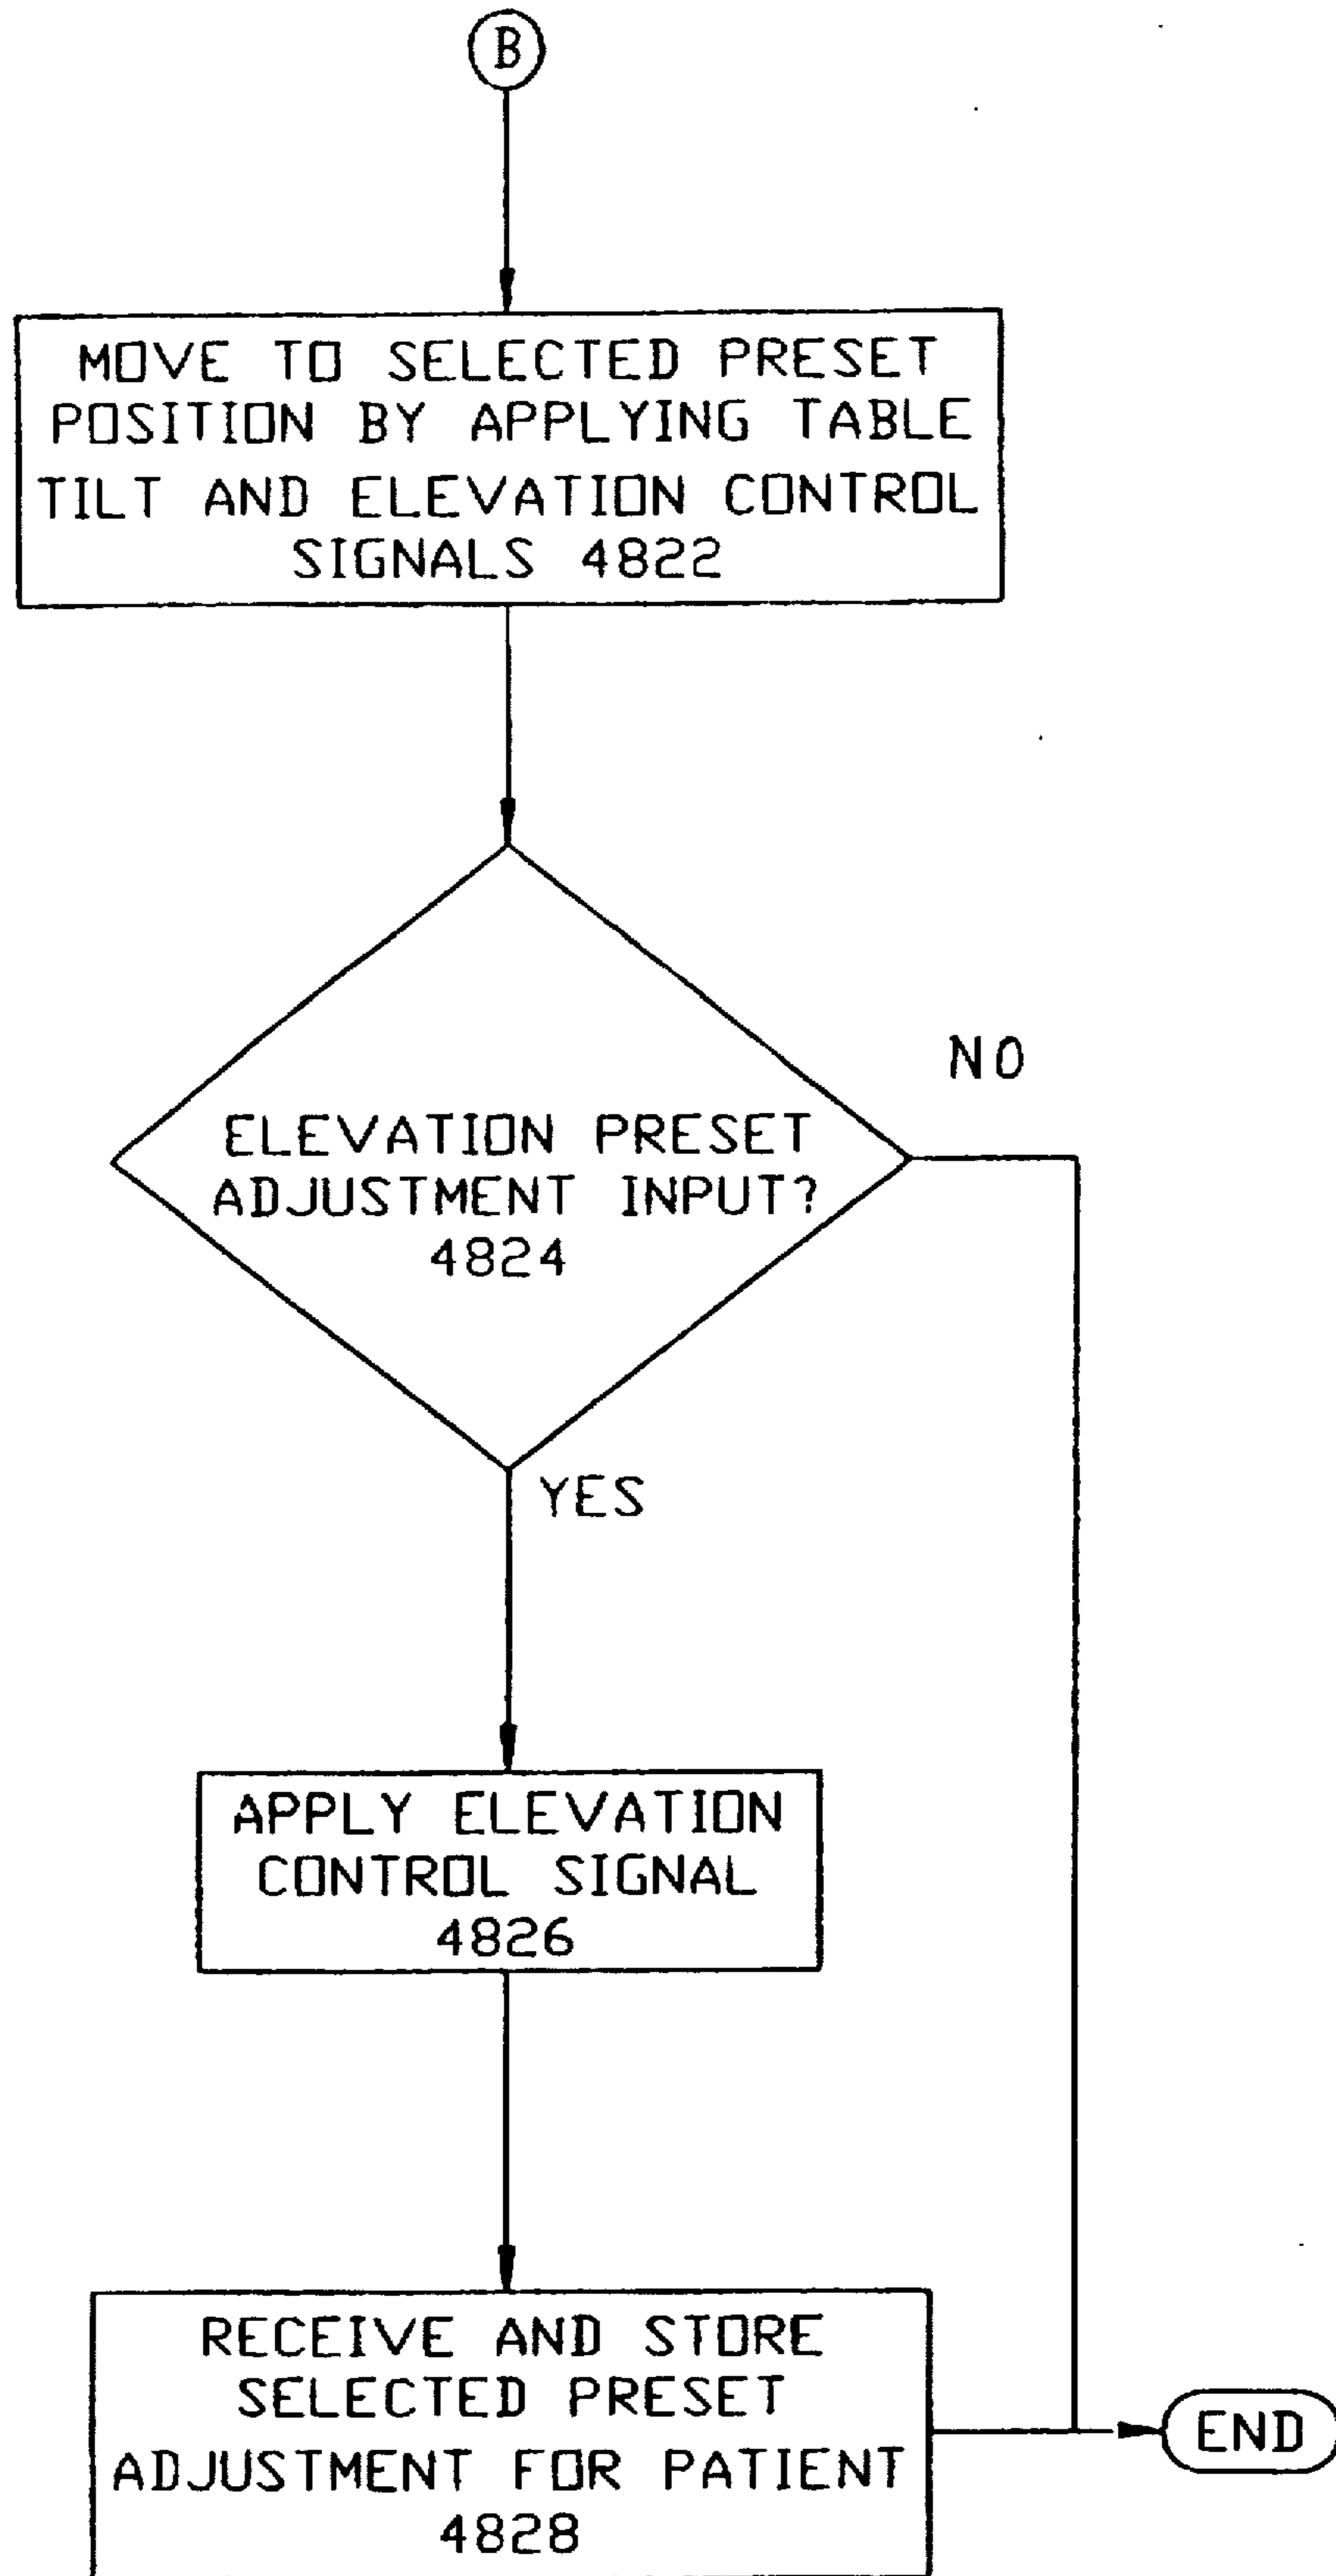 B
MOVE TO SELECTED PRESET
POSITION BY APPLYING TABLE
TILT AND ELEVATION CONTROL
SIGNALS 4822
NO
ELEVATION PRESET
ADJUSTMENT INPUT?
4824
YES
APPLY ELEVATION
CONTROL SIGNAL
4826
RECEIVE AND STORE
SELECTED PRESET
ADJUSTMENT FOR PATIENT
4828
END